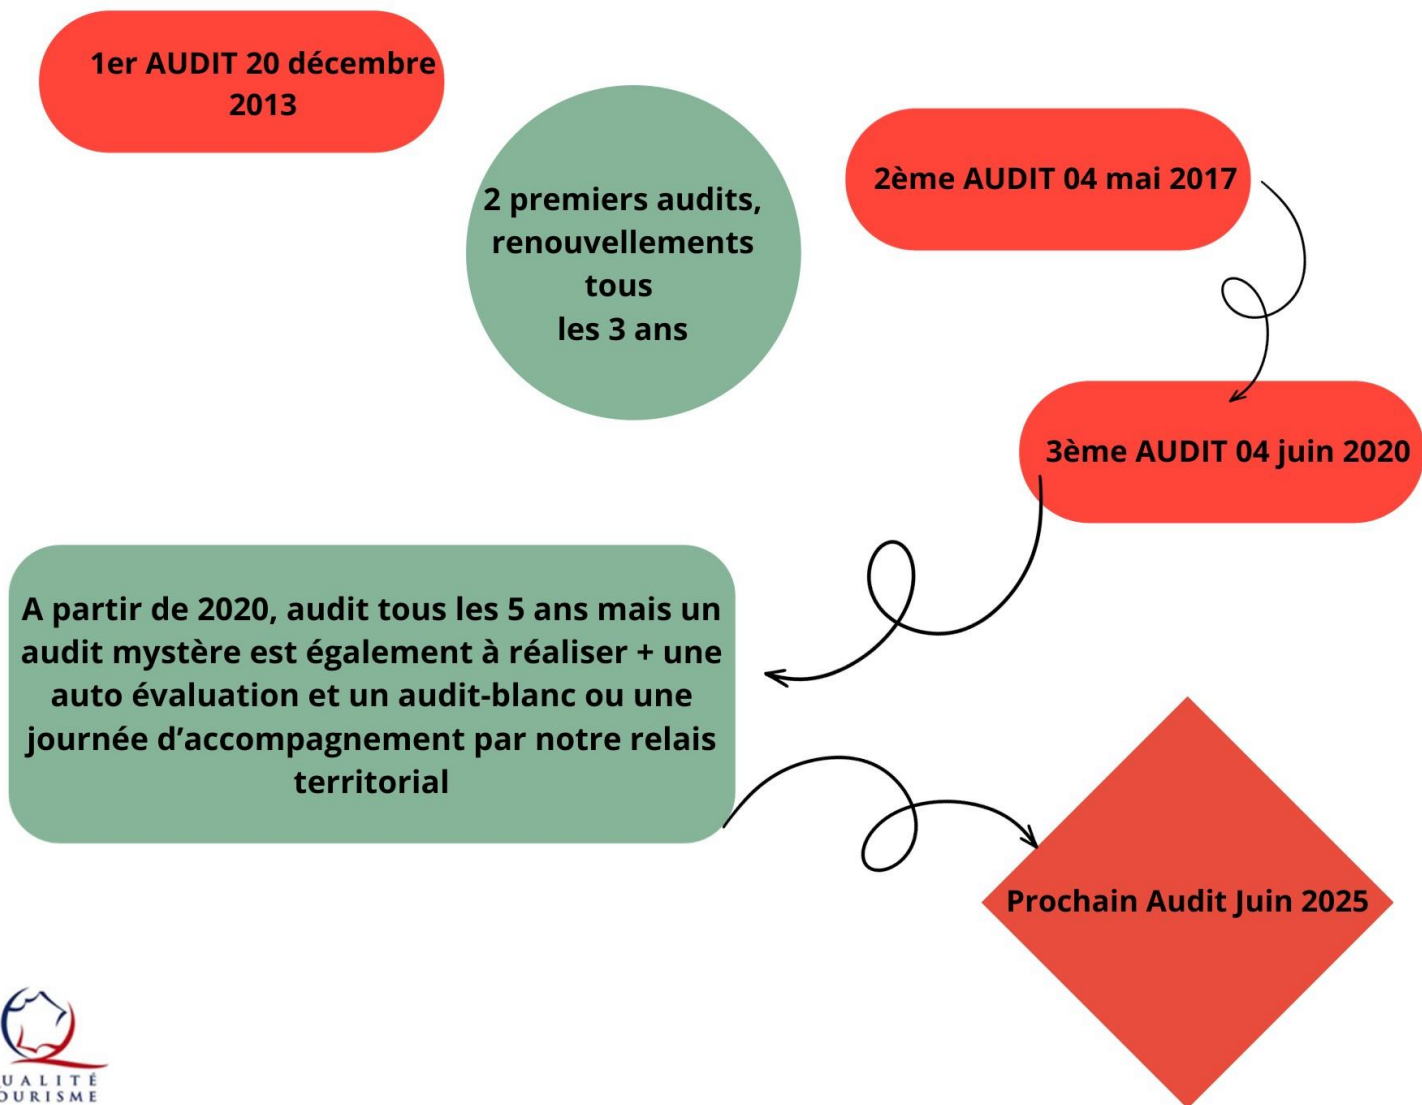 1er AUDIT 20 décembre
2013
2 premiers audits,
renouvellements
tous
les 3 ans
2ème AUDIT 04 mai 2017
3ème AUDIT 04 juin 2020
A partir de 2020, audit tous les 5 ans mais un
audit mystère est également à réaliser + une
auto évaluation et un audit-blanc ou une
journée d’accompagnement par notre relais
territorial
Prochain Audit Juin 2025
UALITÉ
OURISME